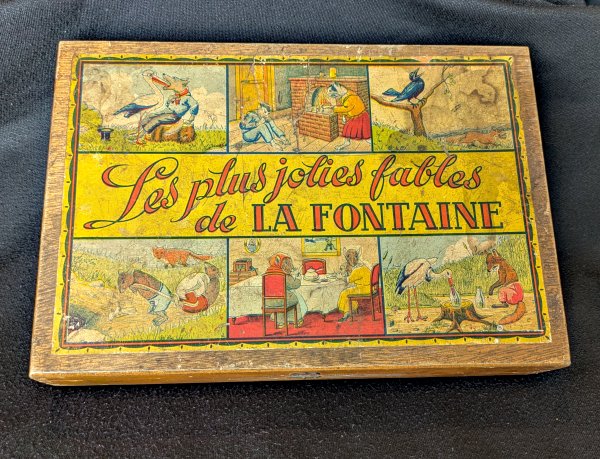 Les plus jolies fables
de LA FONTAINE